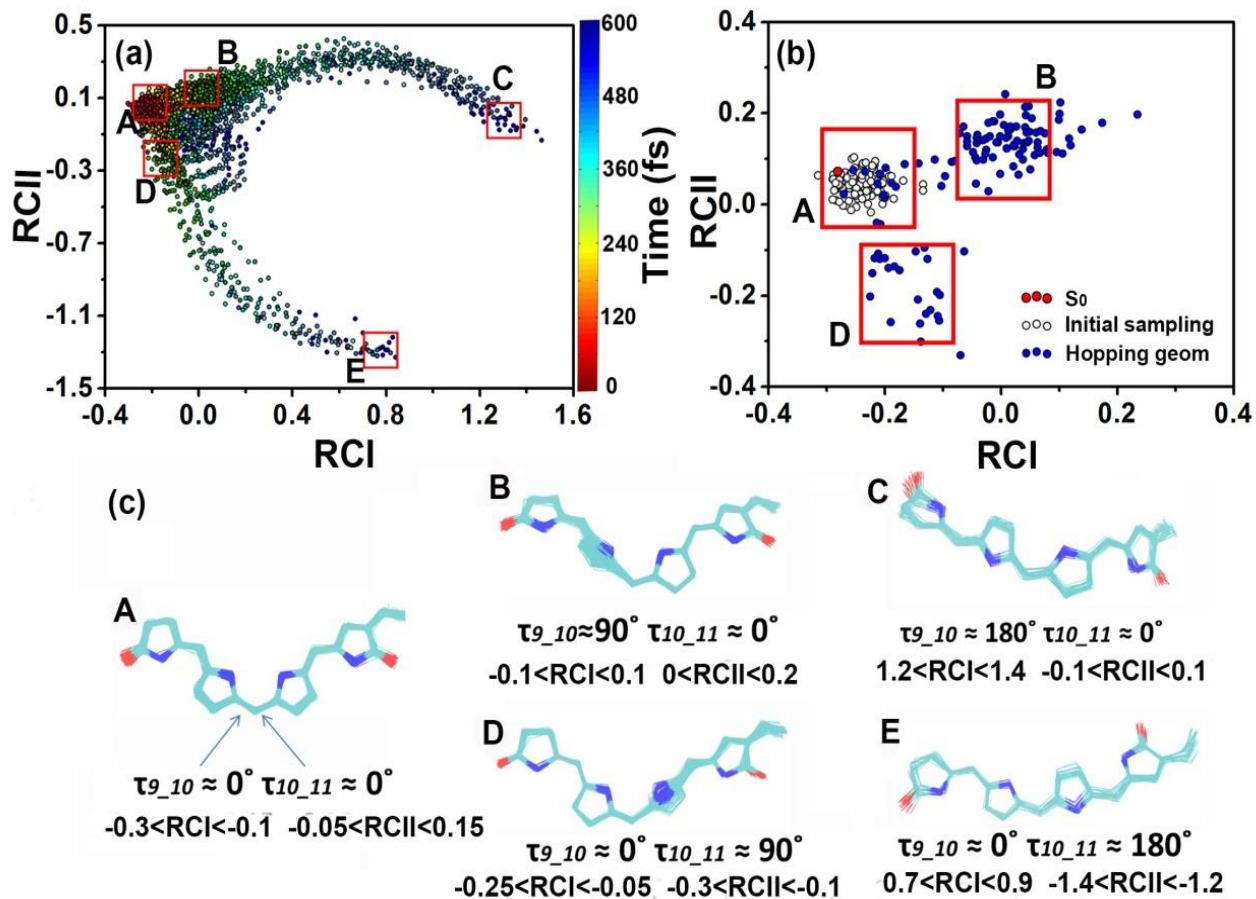 (a)
B
C
A
D
E
0.5
0.1
-0.3
-0.7
-1.1
-1.5
RCII
-0.4
0.0
0.4
0.8
1.2
1.6
RCI
600
480
360
240
120
0
Time (fs)
(b)
B
A
D
0.4
0.2
0.0
-0.2
-0.4
RCII
S0
Initial sampling
Hopping geom
-0.4
-0.2
0.0
0.2
0.4
RCI
(c)
A
τ9_10 ≈ 0° τ10_11 ≈ 0°
-0.3<RCI<-0.1 -0.05<RCII<0.15
B
τ9_10≈90° τ10_11 ≈ 0°
-0.1<RCI<0.1 0<RCII<0.2
C
τ9_10 ≈ 180° τ10_11 ≈ 0°
1.2<RCI<1.4 -0.1<RCII<0.1
D
τ9_10 ≈ 0° τ10_11 ≈ 90°
-0.25<RCI<-0.05 -0.3<RCII<-0.1
E
τ9_10 ≈ 0° τ10_11 ≈ 180°
0.7<RCI<0.9 -1.4<RCII<-1.2